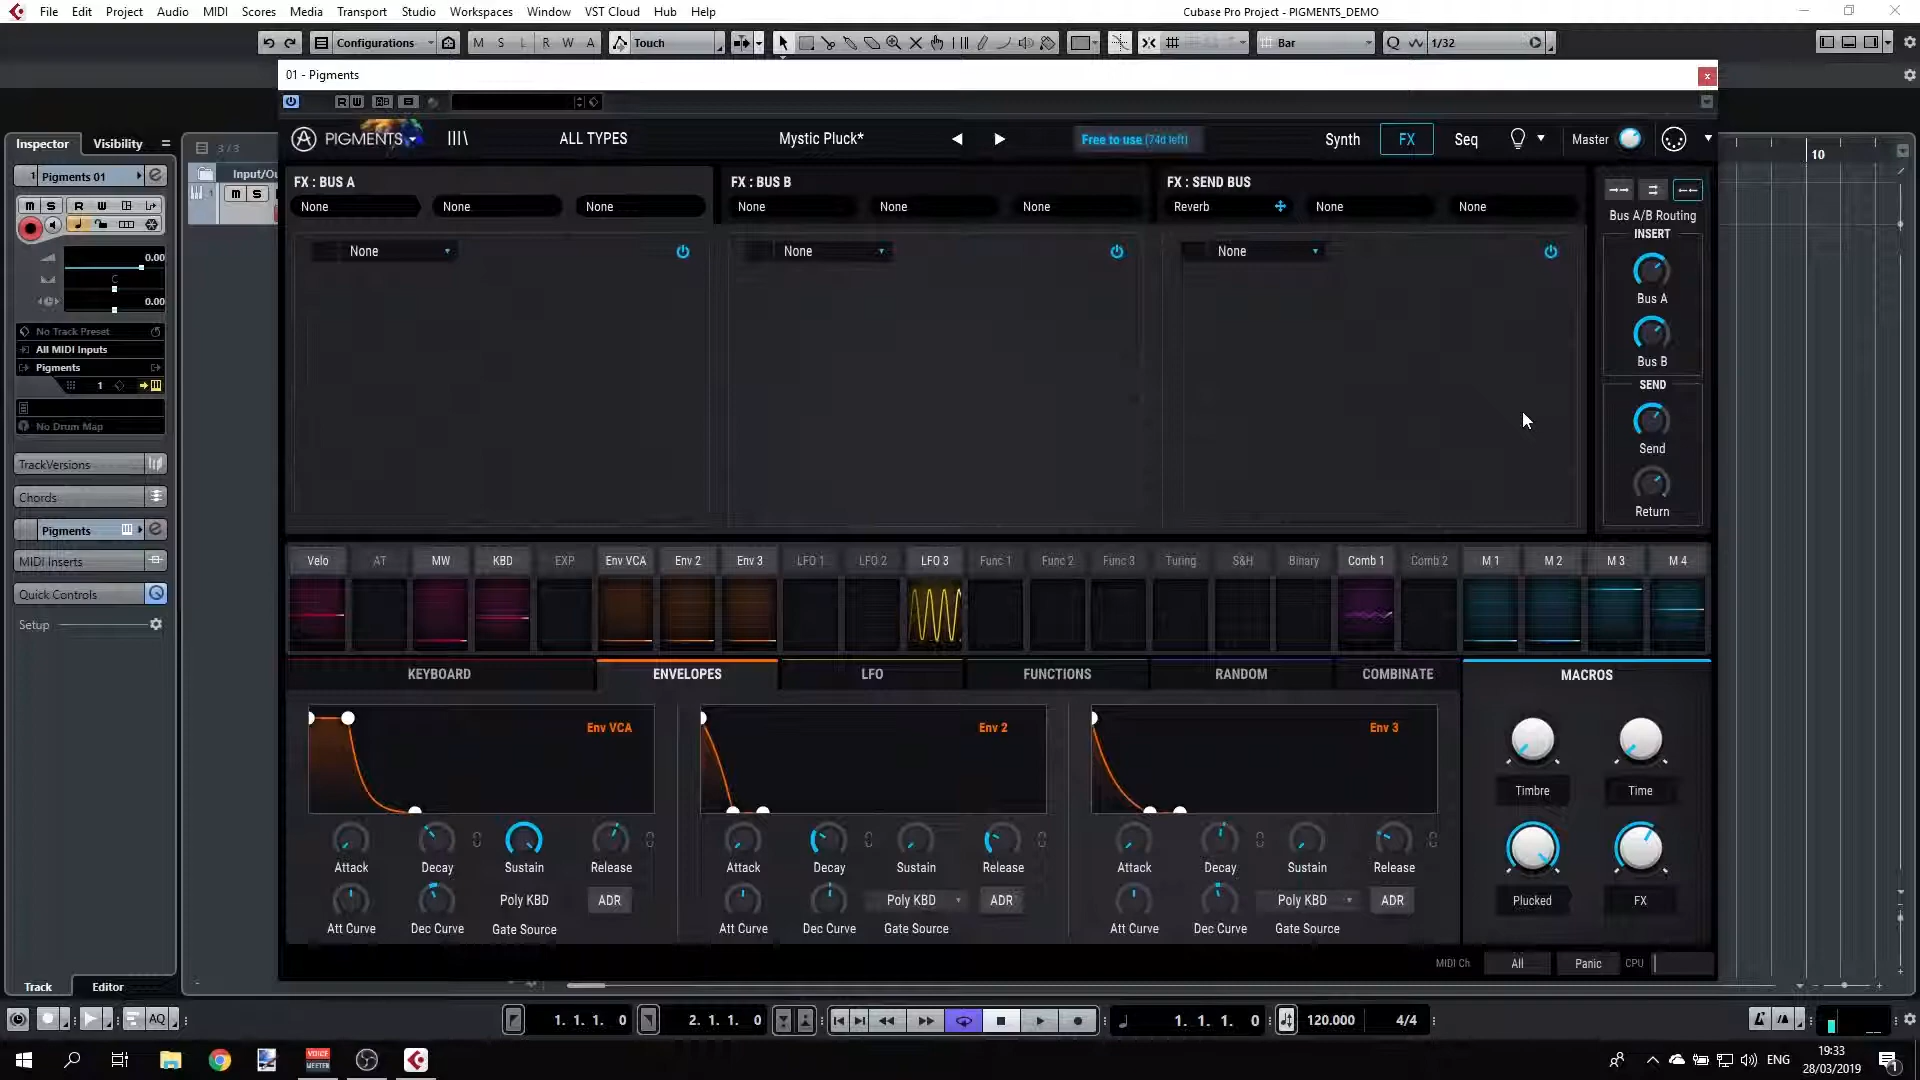 File Edit Project Audio MIDI Scores Media Transport Studio Workspaces Window VST Cloud Hub Help
Cubase Pro Project - PIGMENTS_DEMO
Configurations M S L R W A Touch Bar Q 1/32
01 - Pigments
R W
PIGMENTS ALL TYPES Mystic Pluck* Free to use (74d left) Synth FX Seq Master
Inspector Visibility
3 / 3
10
Pigments 01
Input/Ou
M S R W
M S
0.00
C
0.00
No Track Preset
All MIDI Inputs
Pigments
1
No Drum Map
TrackVersions
Chords
Pigments
MIDI Inserts
Quick Controls
Setup
Track Editor
FX : BUS A FX : BUS B FX : SEND BUS
None None None None None None Reverb None None
None None None
Bus A/B Routing
INSERT
Bus A
Bus B
SEND
Send
Return
Velo AT MW KBD EXP Env VCA Env 2 Env 3 LFO 1 LFO 2 LFO 3 Func 1 Func 2 Func 3 Turing S&H Binary Comb 1 Comb 2 M 1 M 2 M 3 M 4
KEYBOARD ENVELOPES LFO FUNCTIONS RANDOM COMBINATE MACROS
Env VCA Env 2 Env 3
Timbre Time
Attack Decay Sustain Release Attack Decay Sustain Release Attack Decay Sustain Release
Poly KBD ADR Poly KBD ADR Poly KBD ADR Plucked FX
Att Curve Dec Curve Gate Source Att Curve Dec Curve Gate Source Att Curve Dec Curve Gate Source
MIDI Ch All Panic CPU
AQ 1. 1. 1. 0 2. 1. 1. 0 1. 1. 1. 0 120.000 4/4
VOICE
MEETER
ENG
19:33
28/03/2019
1